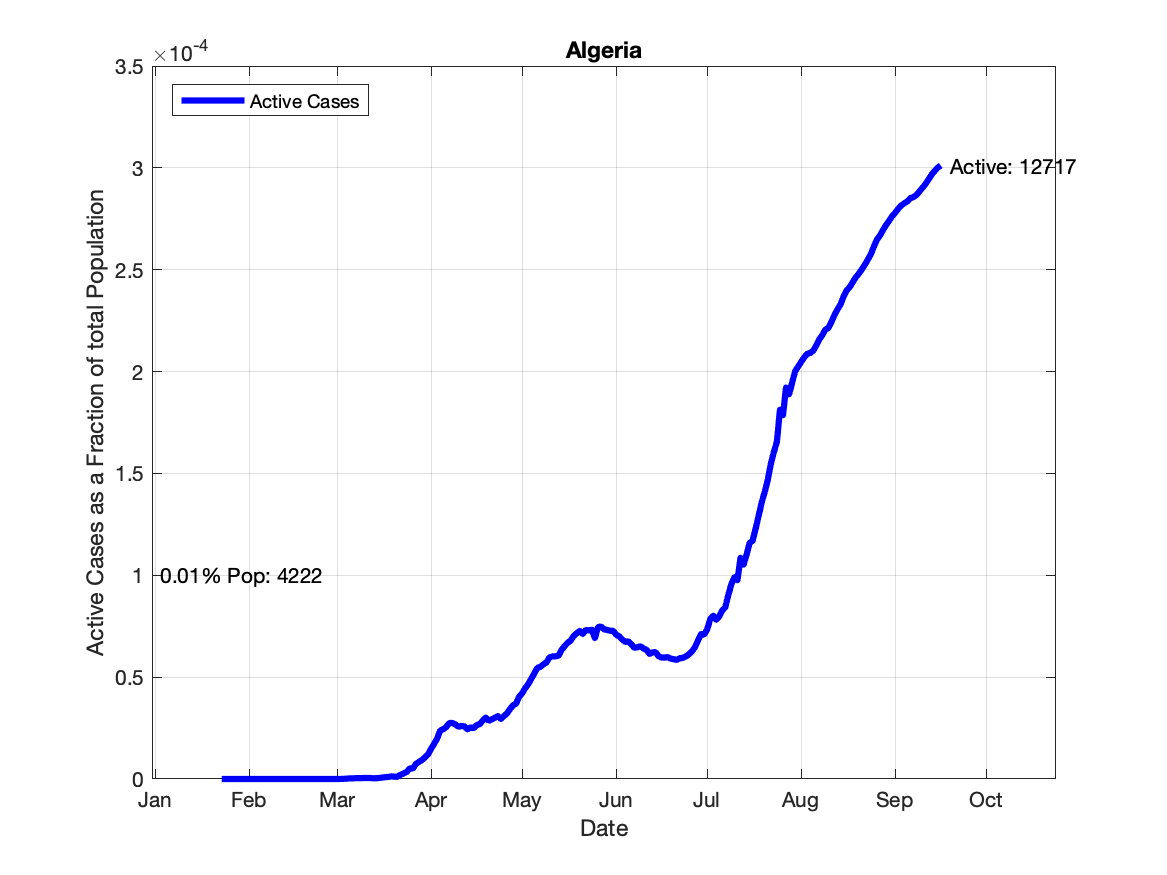 Algeria
×10-4
3.5
3
2.5
2
1.5
1
0.5
0
Active Cases as a Fraction of total Population
Active Cases
Active: 12717
0.01% Pop: 4222
Jan Feb Mar Apr May Jun Jul Aug Sep Oct
Date